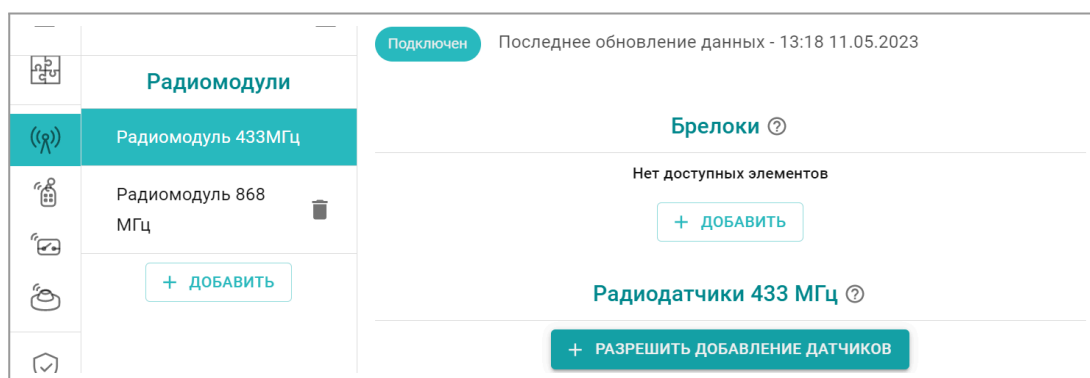 Подключен
Последнее обновление данных - 13:18 11.05.2023
Радиомодули
Радиомодуль 433МГц
Радиомодуль 868
МГц
+ ДОБАВИТЬ
Брелоки
Нет доступных элементов
+ ДОБАВИТЬ
Радиодатчики 433 МГц
+ РАЗРЕШИТЬ ДОБАВЛЕНИЕ ДАТЧИКОВ